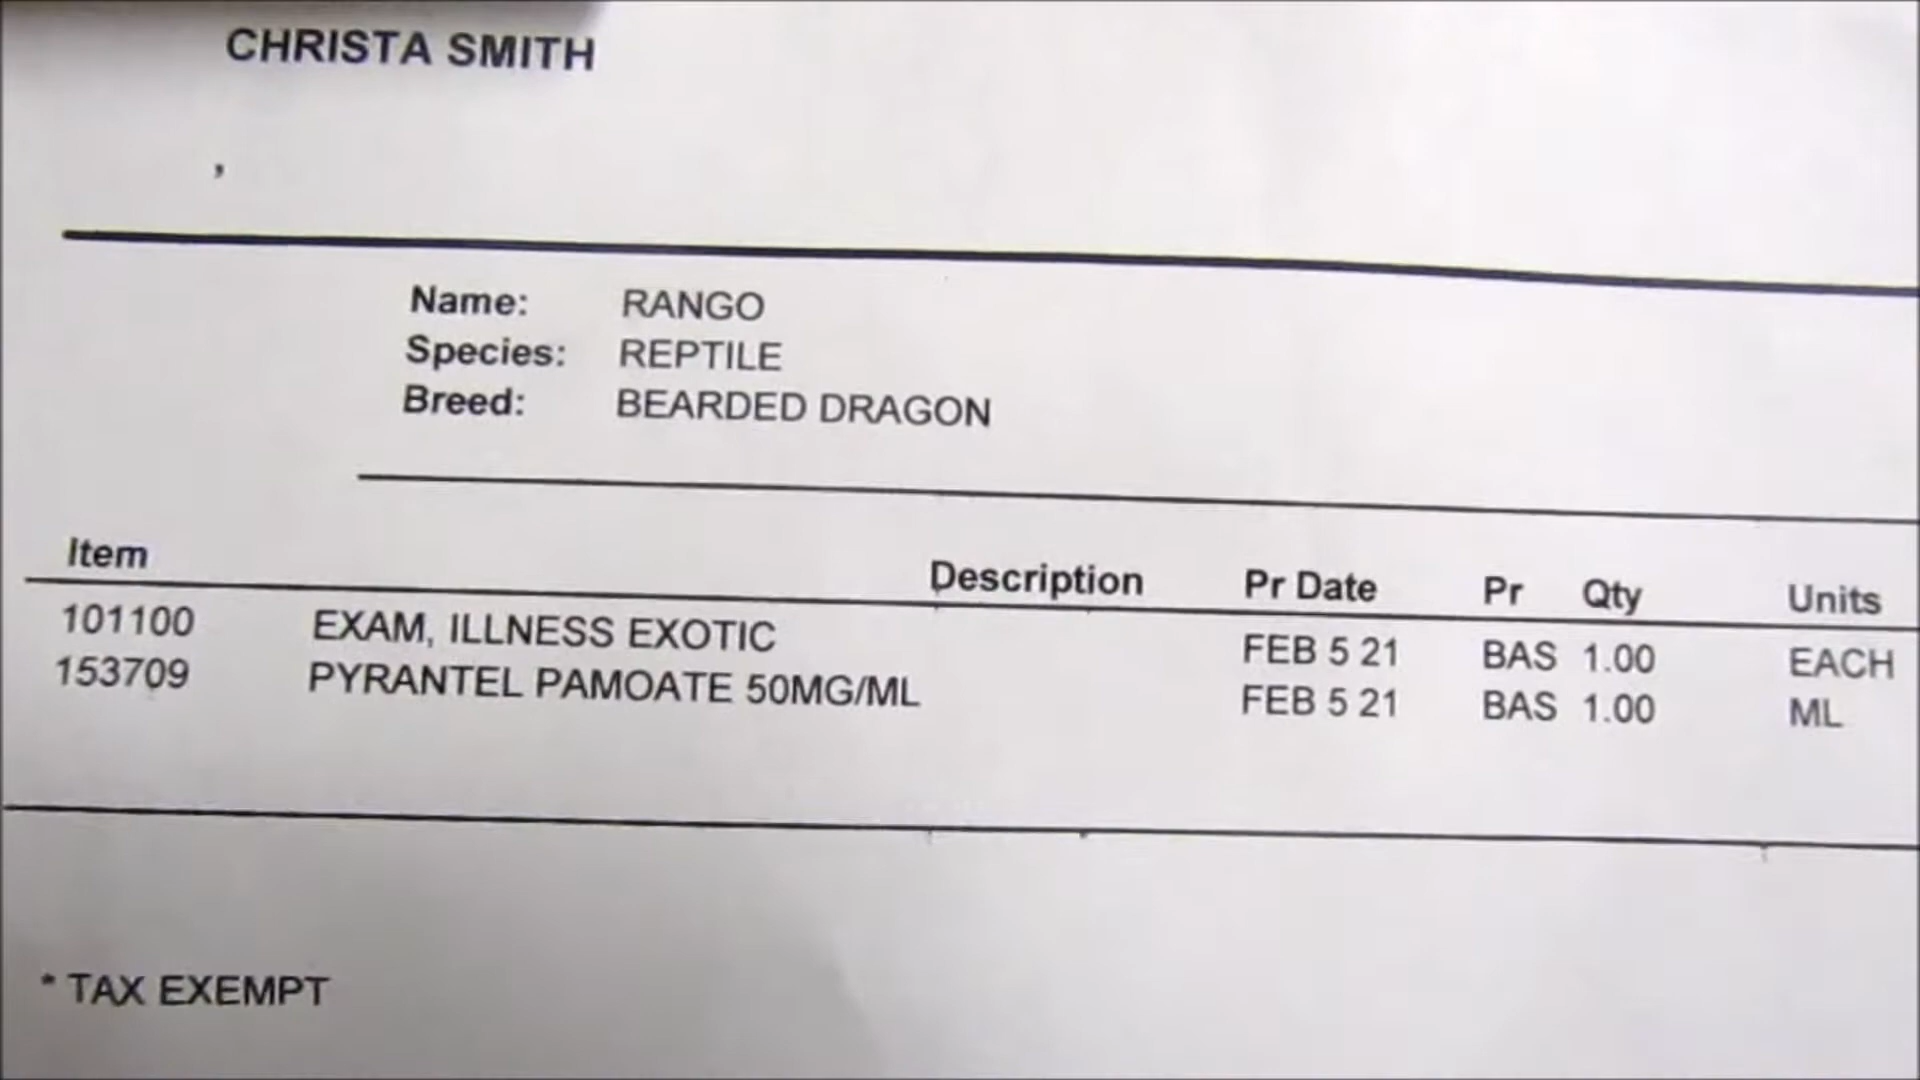 CHRISTA SMITH
,
Name: RANGO
Species: REPTILE
Breed: BEARDED DRAGON
Item Description Pr Date Pr Qty Units
101100 EXAM, ILLNESS EXOTIC FEB 5 21 BAS 1.00 EACH
153709 PYRANTEL PAMOATE 50MG/ML FEB 5 21 BAS 1.00 ML
* TAX EXEMPT